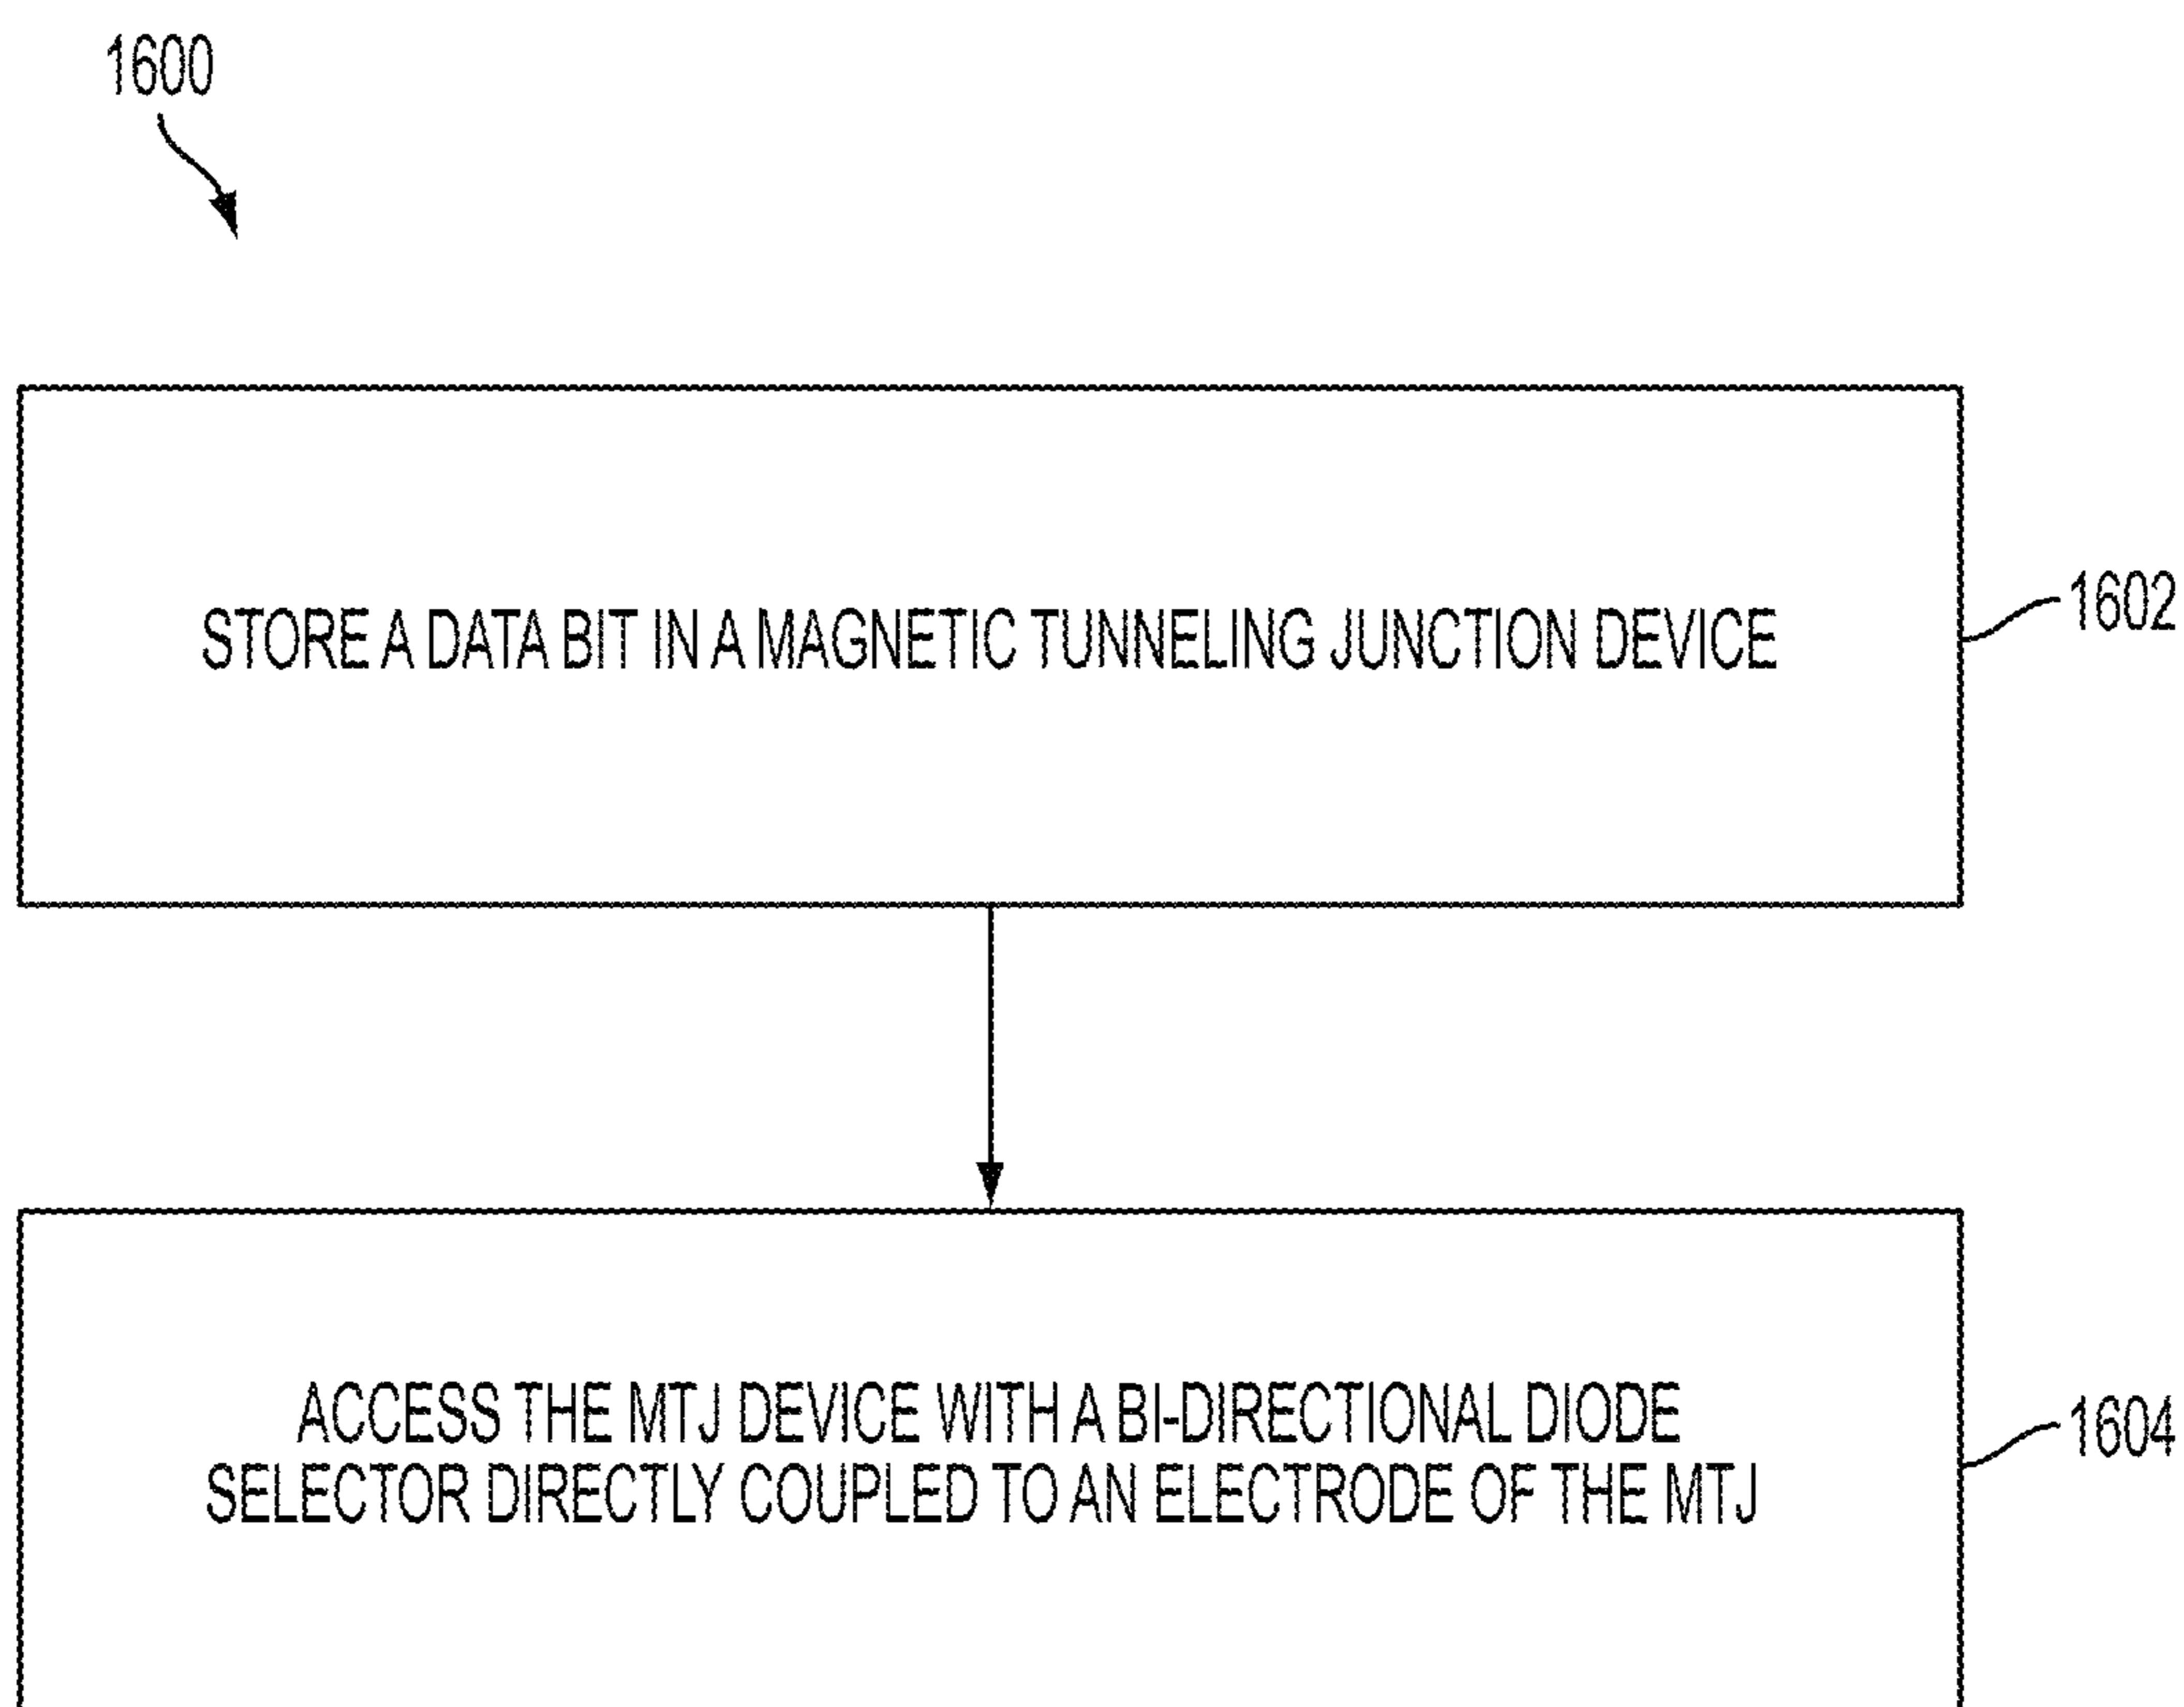 1600
STORE A DATA BIT IN A MAGNETIC TUNNELING JUNCTION DEVICE
1602
ACCESS THE MTJ DEVICE WITH A BI-DIRECTIONAL DIODE
SELECTOR DIRECTLY COUPLED TO AN ELECTRODE OF THE MTJ
1604